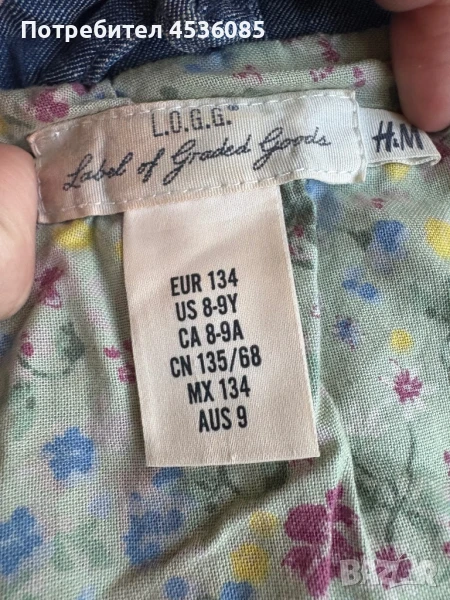 Потребител 4536085
L.O.G.G.®
Label of Graded Goods
H&M
EUR 134
US 8-9Y
CA 8-9A
CN 135/68
MX 134
AUS 9
BAZAR